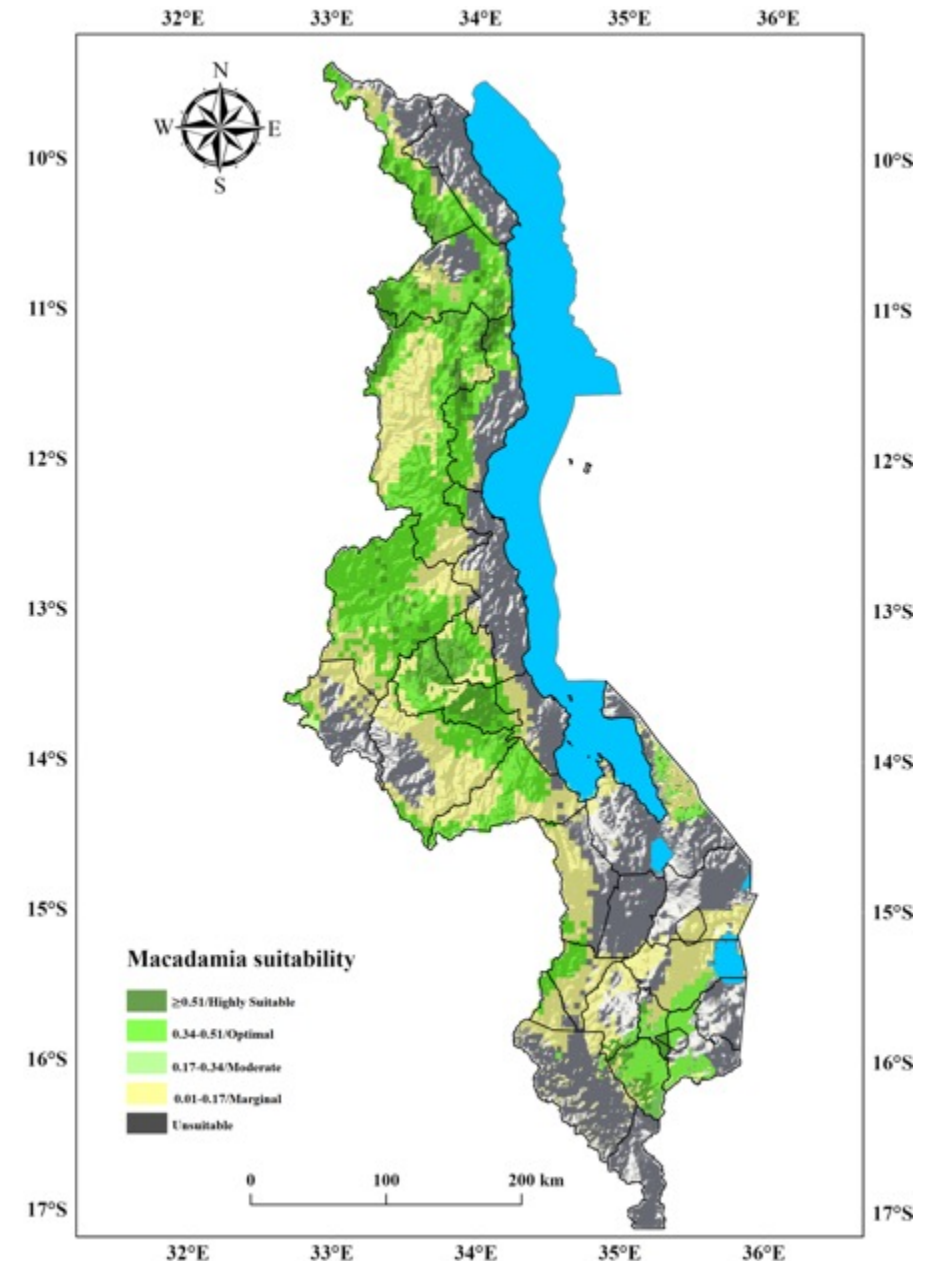 32°E 33°E 34°E 35°E 36°E
N
W E
S
10°S 10°S
11°S 11°S
12°S 12°S
13°S 13°S
14°S 14°S
15°S 15°S
Macadamia suitability
≥0.51/Highly Suitable
0.34-0.51/Optimal
16°S 16°S
0.17-0.34/Moderate
0.01-0.17/Marginal
Unsuitable
0 100 200 km
17°S 17°S
32°E 33°E 34°E 35°E 36°E